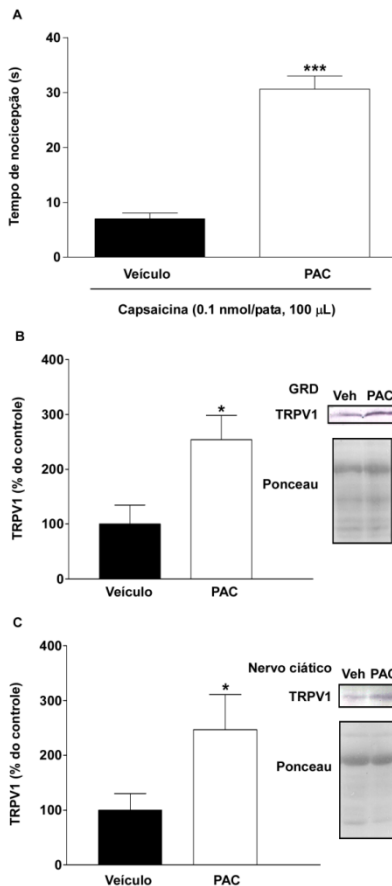 A
Tempo de nocicepção (s)
40
30
20
10
0
***
Veículo
PAC
Capsaicina (0.1 nmol/pata, 100 μL)
B
TRPV1 (% do controle)
400
300
200
100
0
*
Veículo
PAC
GRD
Veh PAC
TRPV1
Ponceau
C
TRPV1 (% do controle)
400
300
200
100
0
*
Veículo
PAC
Nervo ciático
Veh PAC
TRPV1
Ponceau